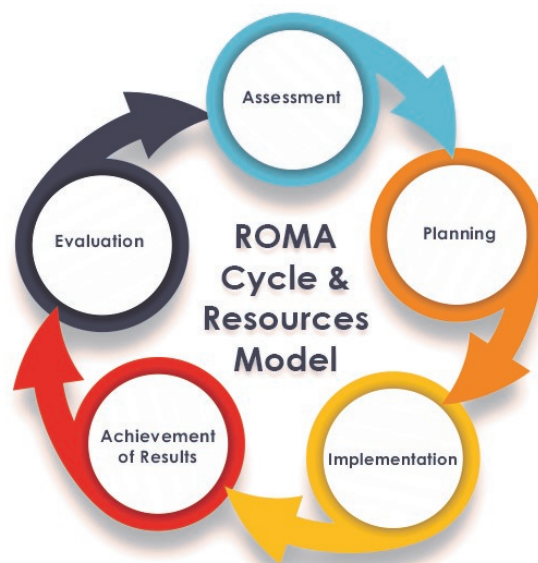 Assessment
Planning
Implementation
Achievement
of Results
Evaluation
ROMA
Cycle &
Resources
Model